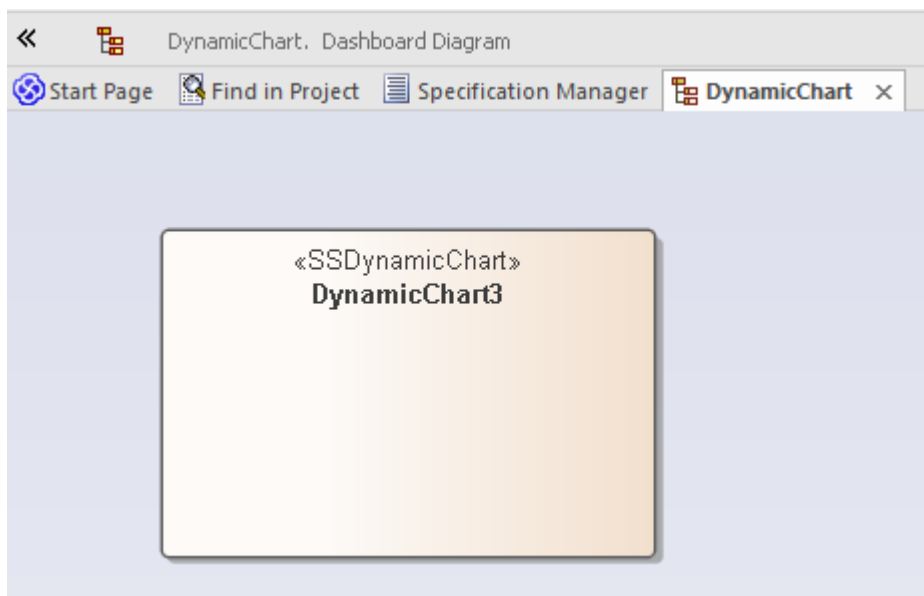 « DynamicChart. Dashboard Diagram
Start Page Find in Project Specification Manager DynamicChart ×
«SSDynamicChart»
DynamicChart3